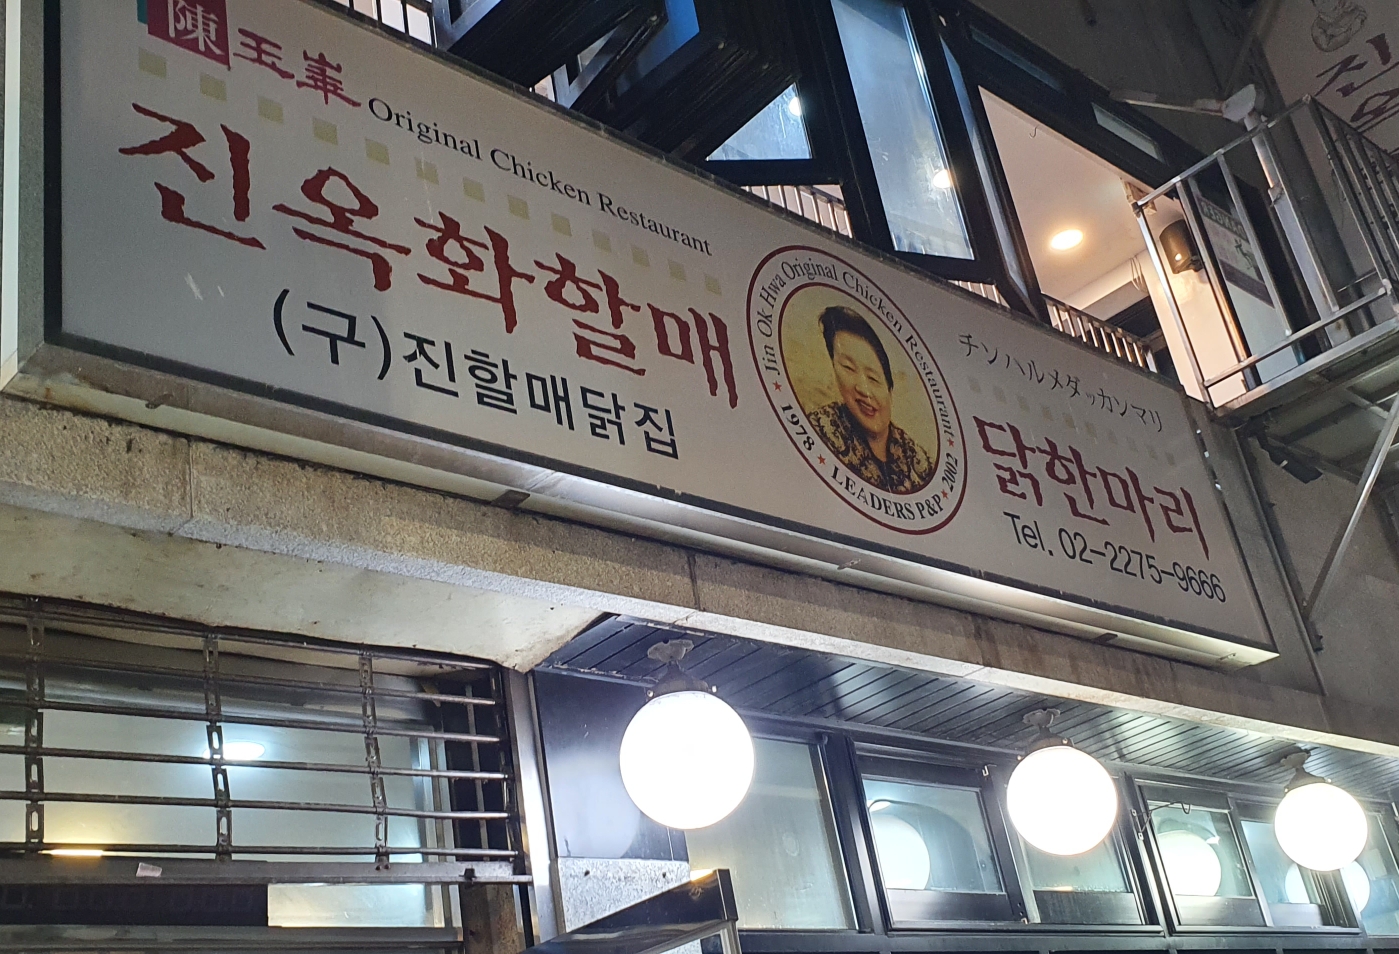 陳玉峯 Original Chicken Restaurant
진옥화할매
(구)진할매닭집
Jin Ok Hwa Original Chicken Restaurant
1978 ★ LEADERS P&P ★ 2002
チンハルメダッカンマリ
닭한마리
Tel. 02-2275-9666
진